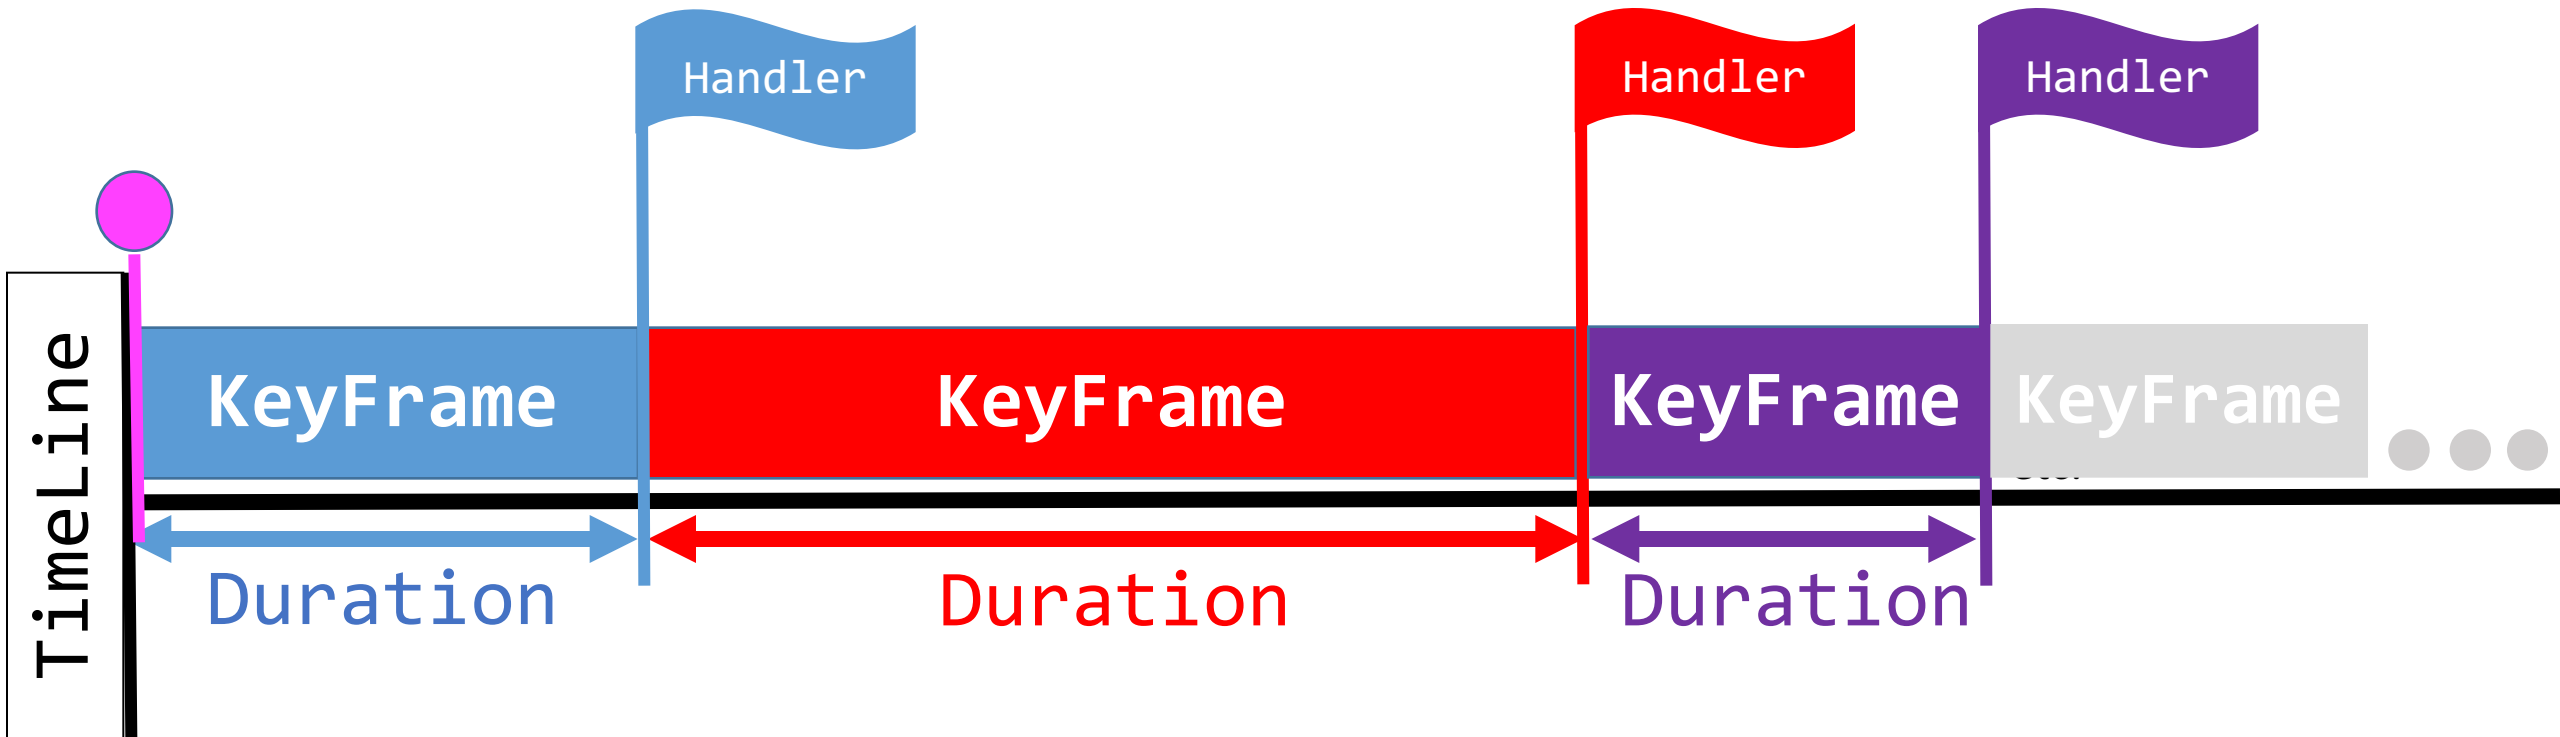 Handler
Handler
Handler
TimeLine
KeyFrame
KeyFrame
KeyFrame
KeyFrame
Duration
Duration
Duration